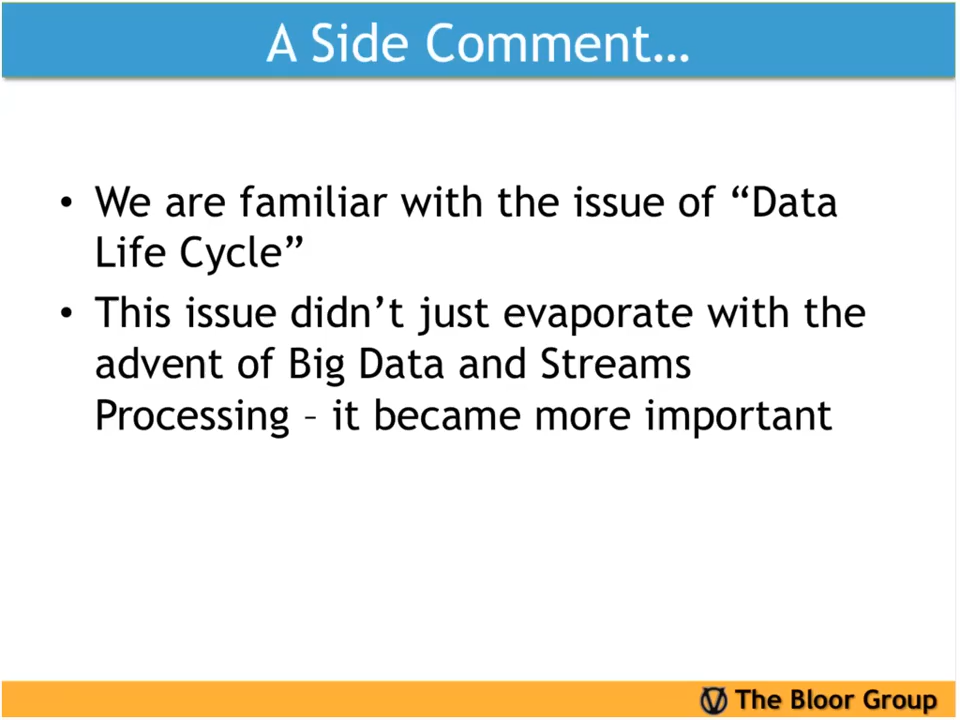 A Side Comment…
• We are familiar with the issue of “Data
Life Cycle”
• This issue didn’t just evaporate with the
advent of Big Data and Streams
Processing – it became more important
The Bloor Group